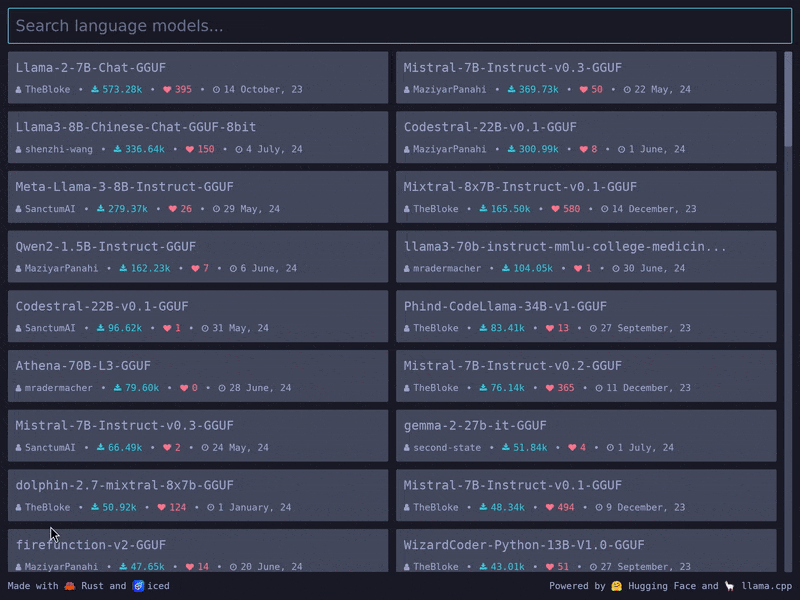 Search language models...
Llama-2-7B-Chat-GGUF
TheBloke • 573.28k • 395 • 14 October, 23
Mistral-7B-Instruct-v0.3-GGUF
MaziyarPanahi • 369.73k • 50 • 22 May, 24
Llama3-8B-Chinese-Chat-GGUF-8bit
shenzhi-wang • 336.64k • 150 • 4 July, 24
Codestral-22B-v0.1-GGUF
MaziyarPanahi • 300.99k • 8 • 1 June, 24
Meta-Llama-3-8B-Instruct-GGUF
SanctumAI • 279.37k • 26 • 29 May, 24
Mixtral-8x7B-Instruct-v0.1-GGUF
TheBloke • 165.50k • 580 • 14 December, 23
Qwen2-1.5B-Instruct-GGUF
MaziyarPanahi • 162.23k • 7 • 6 June, 24
llama3-70b-instruct-mmlu-college-medicin...
mradermacher • 104.05k • 1 • 30 June, 24
Codestral-22B-v0.1-GGUF
SanctumAI • 96.62k • 1 • 31 May, 24
Phind-CodeLlama-34B-v1-GGUF
TheBloke • 83.41k • 13 • 27 September, 23
Athena-70B-L3-GGUF
mradermacher • 79.60k • 0 • 28 June, 24
Mistral-7B-Instruct-v0.2-GGUF
TheBloke • 76.14k • 365 • 11 December, 23
Mistral-7B-Instruct-v0.3-GGUF
SanctumAI • 66.49k • 2 • 24 May, 24
gemma-2-27b-it-GGUF
second-state • 51.84k • 4 • 1 July, 24
dolphin-2.7-mixtral-8x7b-GGUF
TheBloke • 50.92k • 124 • 1 January, 24
Mistral-7B-Instruct-v0.1-GGUF
TheBloke • 48.34k • 494 • 9 December, 23
firefunction-v2-GGUF
MaziyarPanahi • 47.65k • 14 • 20 June, 24
WizardCoder-Python-13B-V1.0-GGUF
TheBloke • 43.01k • 51 • 27 September, 23
Made with Rust and iced
Powered by Hugging Face and llama.cpp